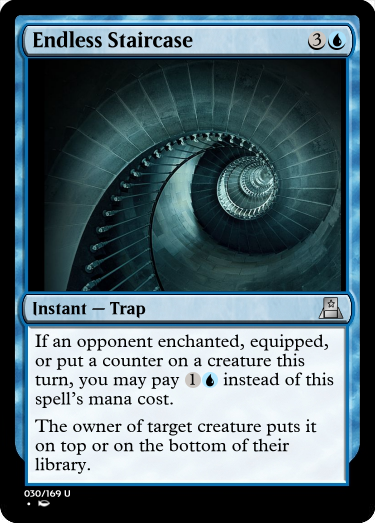 Endless Staircase 3
Instant — Trap
If an opponent enchanted, equipped,
or put a counter on a creature this
turn, you may pay 1 instead of this
spell's mana cost.
The owner of target creature puts it
on top or on the bottom of their
library.
030/169 U